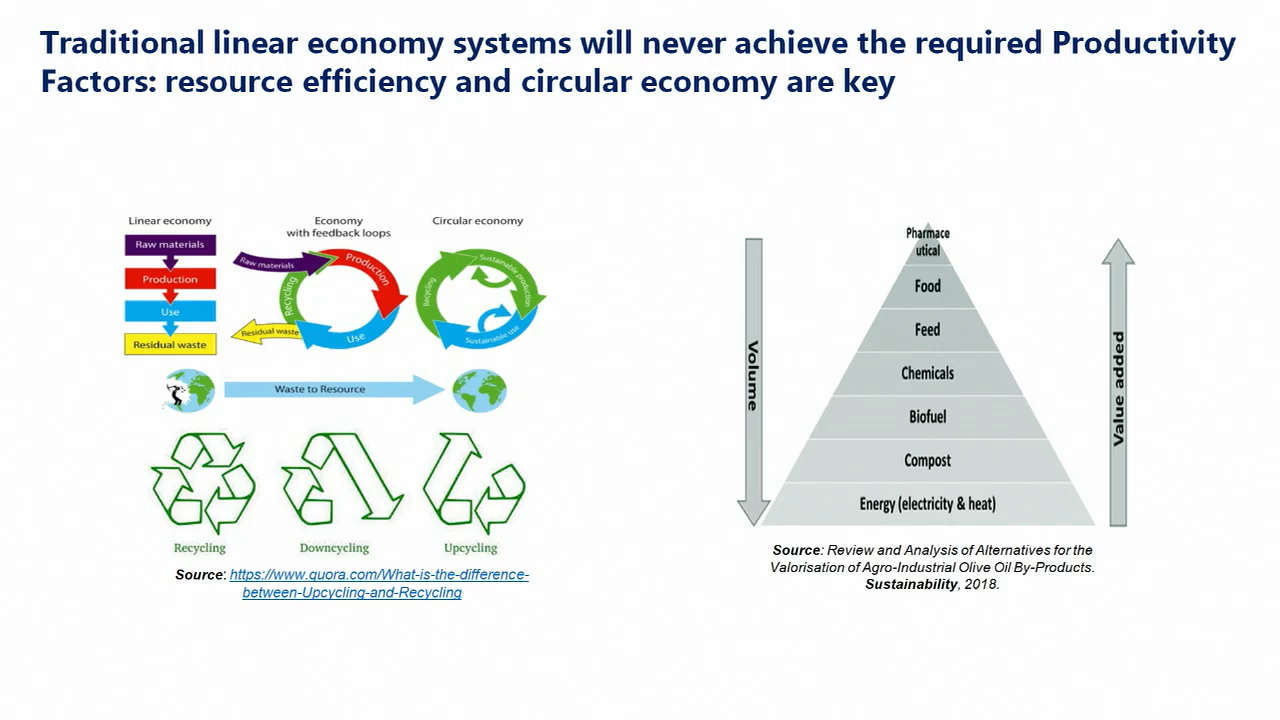 Traditional linear economy systems will never achieve the required Productivity
Factors: resource efficiency and circular economy are key
Linear economy
Raw materials
Production
Use
Residual waste
Economy
with feedback loops
Raw materials
Production
Recycling
Use
Residual waste
Circular economy
Sustainable production
Recycling
Sustainable use
Waste to Resource
Recycling
Downcycling
Upcycling
Source: https://www.quora.com/What-is-the-difference-
between-Upcycling-and-Recycling
Volume
Pharmace
utical
Food
Feed
Chemicals
Biofuel
Compost
Energy (electricity & heat)
Value added
Source: Review and Analysis of Alternatives for the
Valorisation of Agro-Industrial Olive Oil By-Products.
Sustainability, 2018.